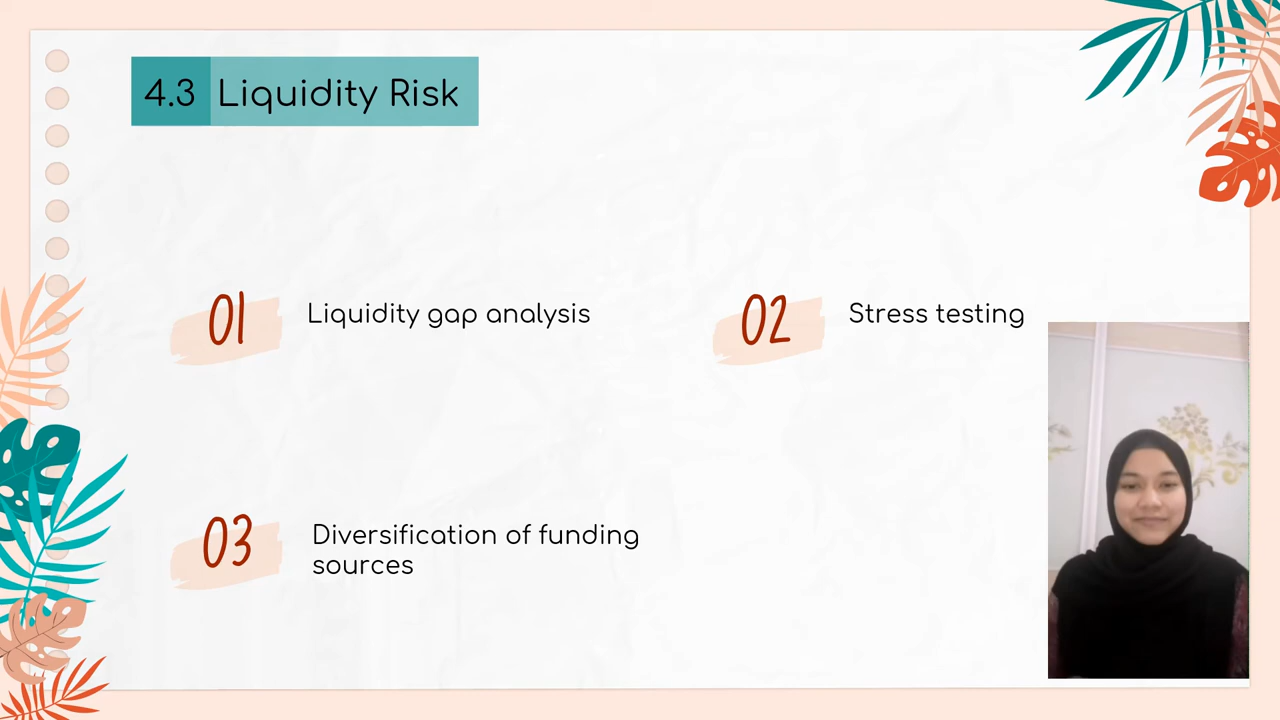 4.3 Liquidity Risk
01 Liquidity gap analysis
02 Stress testing
03 Diversification of funding
sources